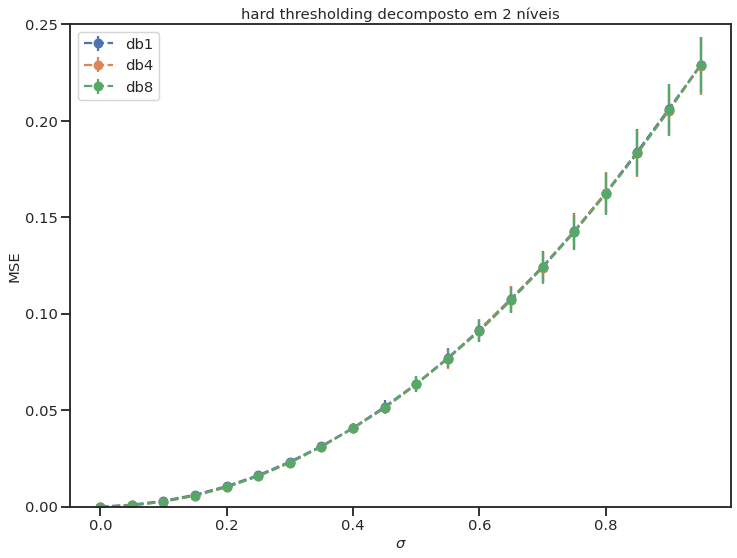 hard thresholding decomposto em 2 níveis
0.25
0.20
0.15
0.10
0.05
0.00
MSE
db1
db4
db8
0.0 0.2 0.4 0.6 0.8
σ